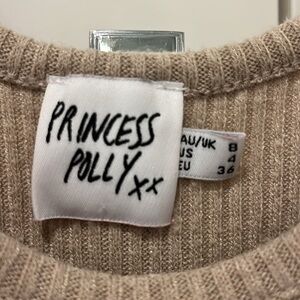 PRINCESS
POLLY xx
AU/UK 8
US 4
EU 36